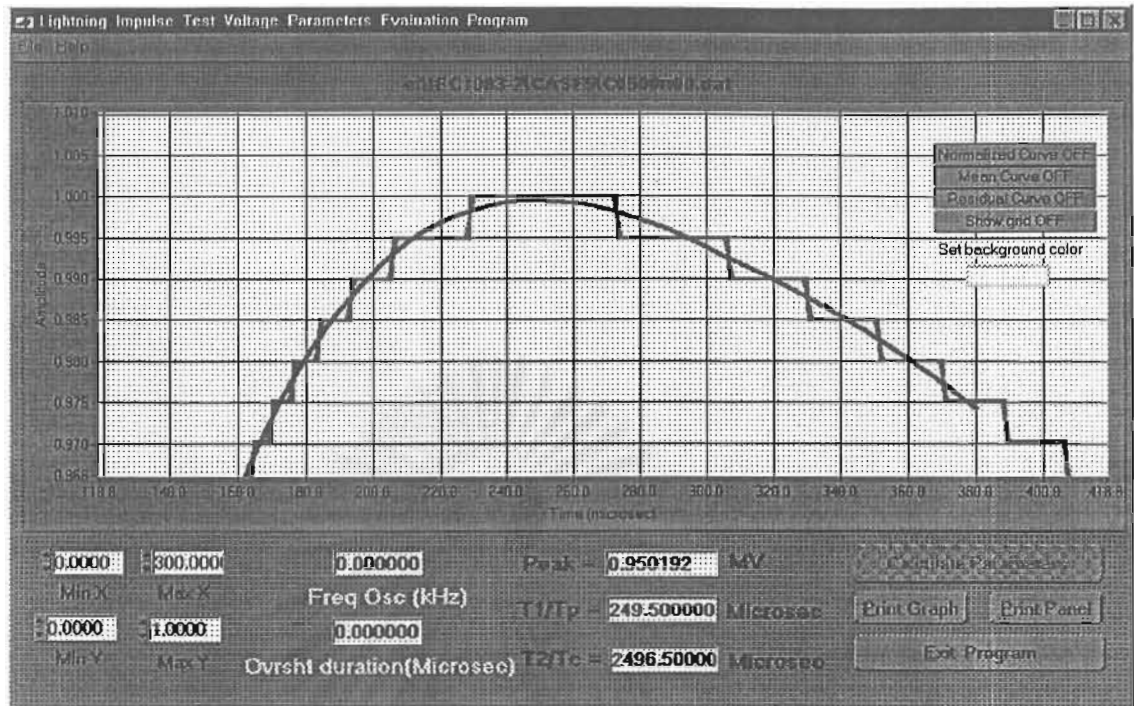 Lightning Impulse Test Voltage Parameters Evaluation Program
File Help
1.010
1.005
1.000
0.995
0.990
0.985
0.980
0.975
0.970
Amplitude
Normalized Curve OFF
Mean Curve OFF
Residual Curve OFF
Show grid OFF
Set background color
140.0 200.0 220.0 240.0 260.0 280.0 300.0 320.0 340.0 360.0 380.0 400.0 418.8
Time (microsec)
0.0000 300.000
Min X Max X
0.0000 1.0000
Min Y Max Y
0.000000
Freq Osc (kHz)
0.000000
Ovrsht duration(Microsec)
Peak = 0.950192 MV
T1/Tp = 249.500000 Microsec
T2/Tc = 2496.50000 Microsec
Calculate Parameters
Print Graph Print Panel
Exit Program